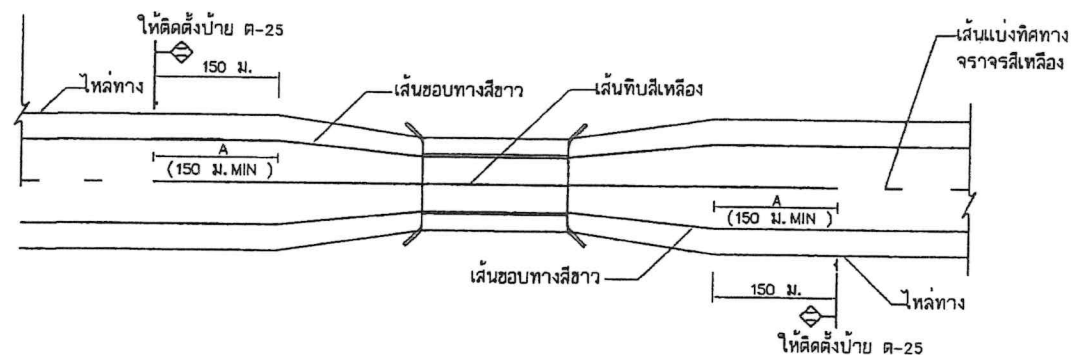 ให้ติดตั้งป้าย ต-25
150 ม.
ไหล่ทาง
เส้นขอบทางสีขาว
เส้นทึบสีเหลือง
เส้นแบ่งทิศทาง
จราจรสีเหลือง
A
(150 ม. MIN )
A
(150 ม. MIN )
เส้นขอบทางสีขาว
150 ม.
ไหล่ทาง
ให้ติดตั้งป้าย ต-25